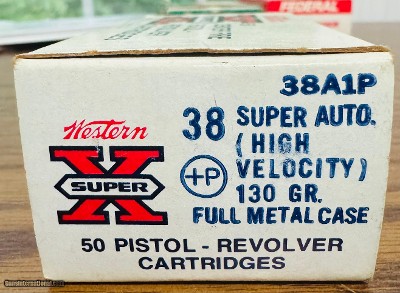 FEDERAL
38A1P
Western
X
SUPER
38 SUPER AUTO.
(HIGH
+P VELOCITY)
130 GR.
FULL METAL CASE
50 PISTOL - REVOLVER
CARTRIDGES